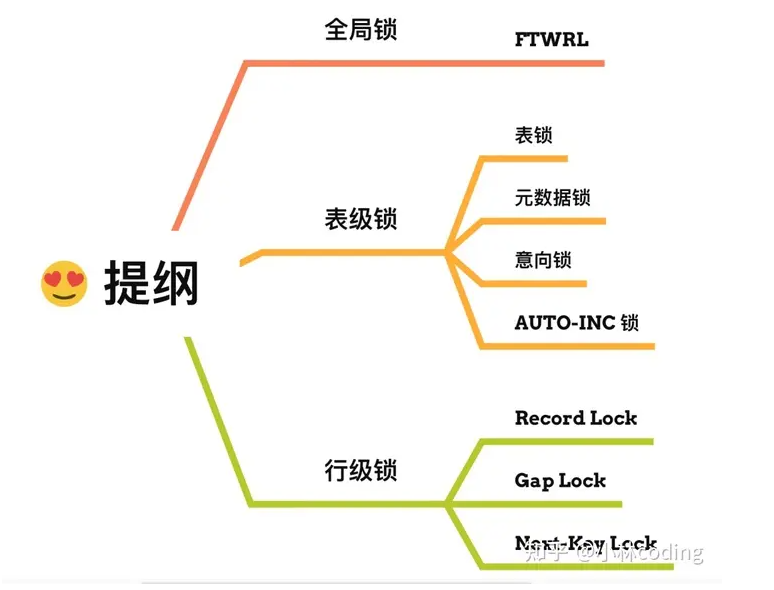 全局锁
FTWRL
表锁
元数据锁
表级锁
意向锁
提纲
AUTO-INC 锁
Record Lock
行级锁
Gap Lock
Next-Key Lock
知乎 @小林coding